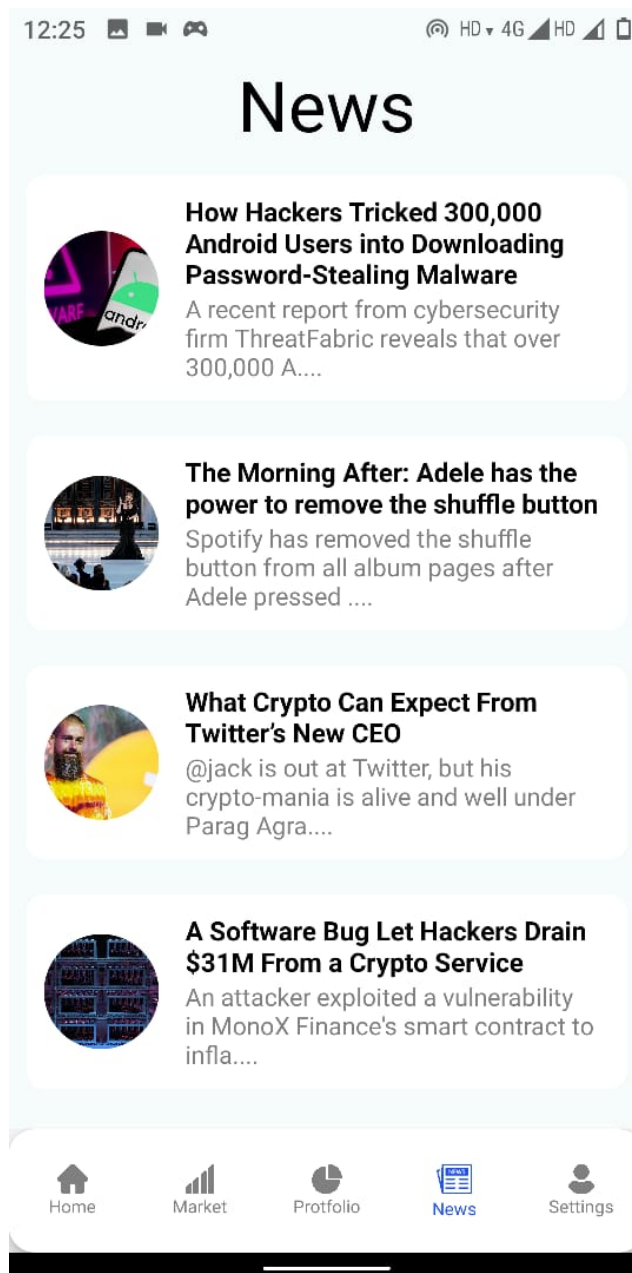 12:25 HD 4G HD
News
How Hackers Tricked 300,000
Android Users into Downloading
Password-Stealing Malware
A recent report from cybersecurity
firm ThreatFabric reveals that over
300,000 A....
WARE
andr
The Morning After: Adele has the
power to remove the shuffle button
Spotify has removed the shuffle
button from all album pages after
Adele pressed ....
What Crypto Can Expect From
Twitter’s New CEO
@jack is out at Twitter, but his
crypto-mania is alive and well under
Parag Agra....
A Software Bug Let Hackers Drain
$31M From a Crypto Service
An attacker exploited a vulnerability
in MonoX Finance's smart contract to
infla....
NEWS
Home Market Protfolio News Settings